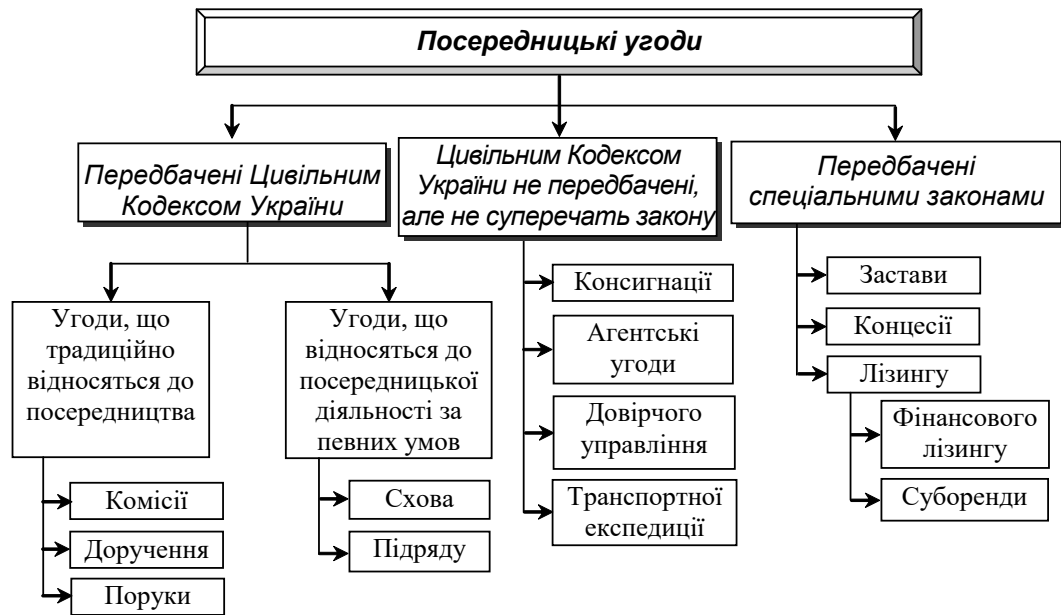 Посередницькі угоди
Передбачені Цивільним
Кодексом України
Цивільним Кодексом
України не передбачені,
але не суперечать закону
Передбачені
спеціальними законами
Угоди, що
традиційно
відносяться до
посередництва
Комісії
Доручення
Поруки
Угоди, що
відносяться до
посередницької
діяльності за
певних умов
Схова
Підряду
Консигнації
Агентські
угоди
Довірчого
управління
Транспортної
експедиції
Застави
Концесії
Лізингу
Фінансового
лізингу
Суборенди